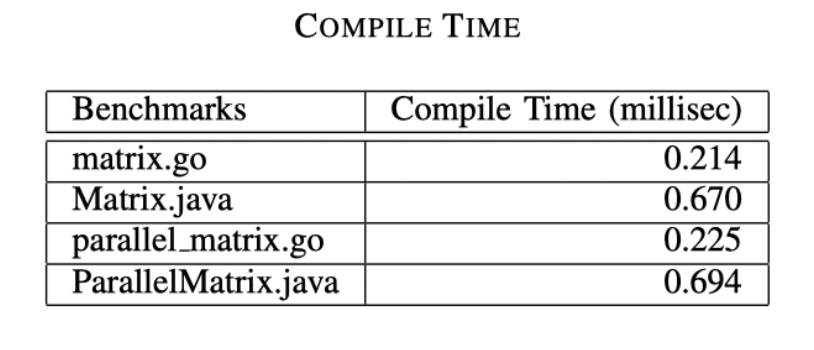 COMPILE TIME
Benchmarks Compile Time (millisec)
matrix.go 0.214
Matrix.java 0.670
parallel_matrix.go 0.225
ParallelMatrix.java 0.694